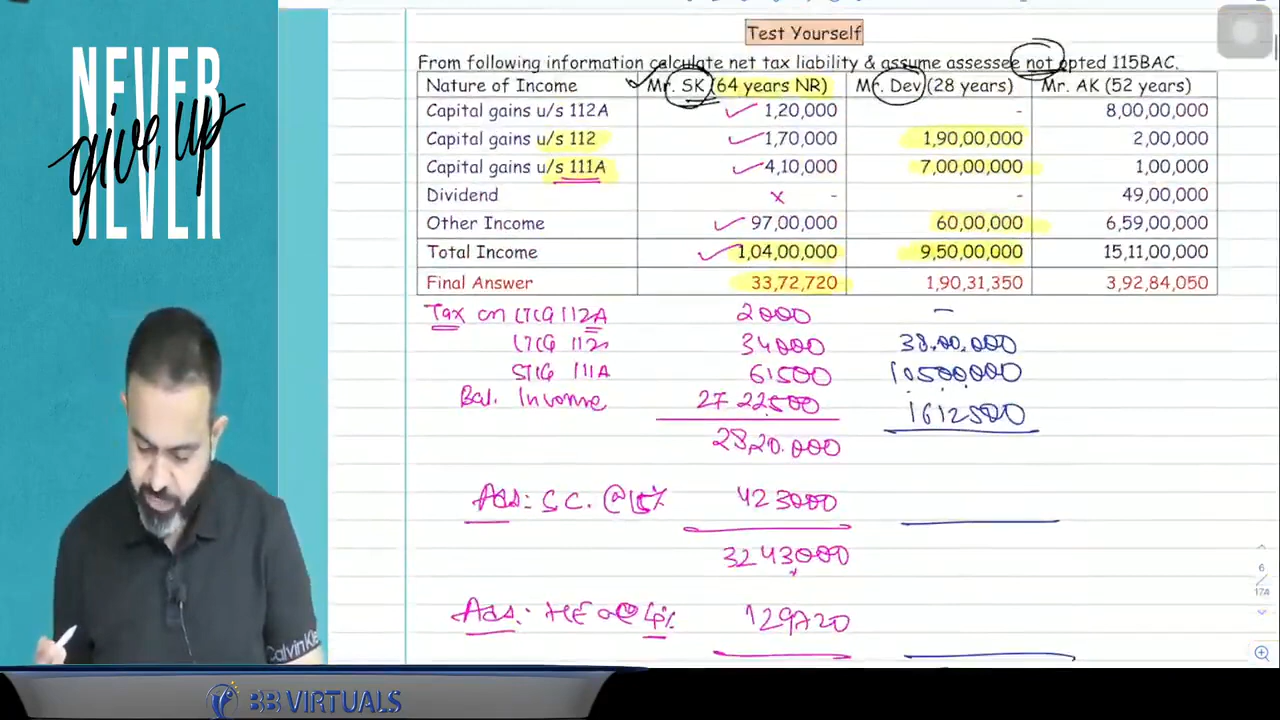 NEVER
give up
NEVER
Test Yourself
From following information calculate net tax liability & assume assessee not opted 115BAC.
Nature of Income Mr. SK (64 years NR) Mr. Dev (28 years) Mr. AK (52 years)
Capital gains u/s 112A 1,20,000 - 8,00,00,000
Capital gains u/s 112 1,70,000 1,90,00,000 2,00,000
Capital gains u/s 111A 4,10,000 7,00,00,000 1,00,000
Dividend x - - 49,00,000
Other Income 97,00,000 60,00,000 6,59,00,000
Total Income 1,04,00,000 9,50,00,000 15,11,00,000
Final Answer 33,72,720 1,90,31,350 3,92,84,050
Tax on LTCG 112A 2000 -
LTCG 112 34000 38,00,000
STCG 111A 61500 10500000
Bal. Income 2722500 1612500
2820.000
Add: S.C. @15% 423000
3243000
Add: HEC @ 4% 129720
6
/
174
Calvin Kle
BB VIRTUALS